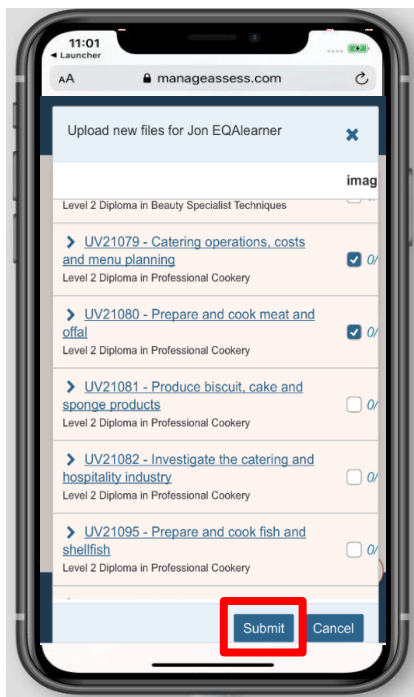 11:01
◄ Launcher
AA manageassess.com
Upload new files for Jon EQAlearner
imag
Level 2 Diploma in Beauty Specialist Techniques
UV21079 - Catering operations, costs
and menu planning
0/
Level 2 Diploma in Professional Cookery
UV21080 - Prepare and cook meat and
offal
0/
Level 2 Diploma in Professional Cookery
UV21081 - Produce biscuit, cake and
sponge products
0/
Level 2 Diploma in Professional Cookery
UV21082 - Investigate the catering and
hospitality industry
0/
Level 2 Diploma in Professional Cookery
UV21095 - Prepare and cook fish and
shellfish
0/
Level 2 Diploma in Professional Cookery
Submit Cancel